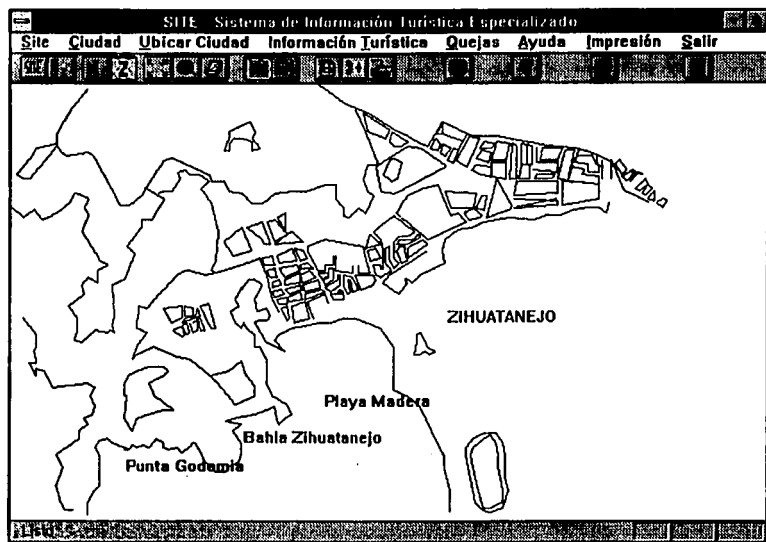 SITE - Sistema de Información Turística Especializado
Site Ciudad Ubicar Ciudad Información Turística Quejas Ayuda Impresión Salir
ZIHUATANEJO
Playa Madera
Bahia Zihuatanejo
Punta Godornia